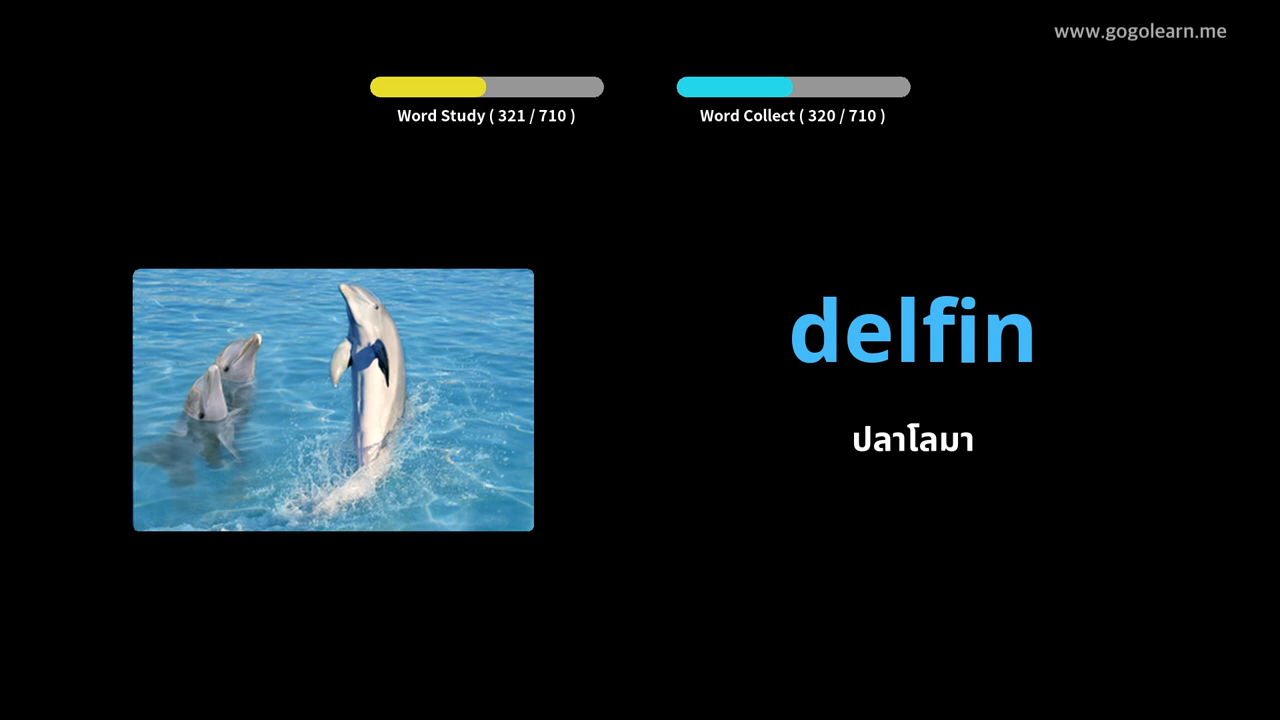 www.gogolearn.me
Word Study ( 321 / 710 )
Word Collect ( 320 / 710 )
delfin
ปลาโลมา